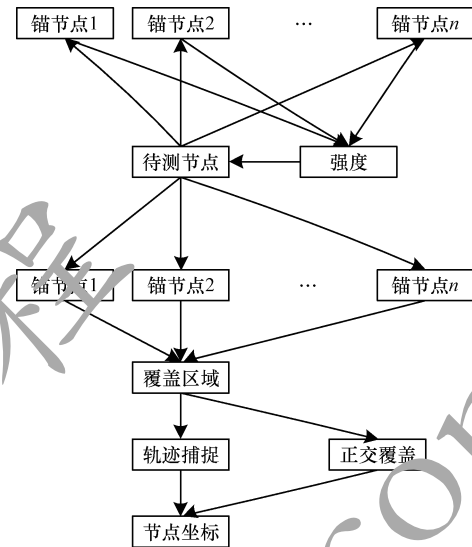 锚节点1 锚节点2 … 锚节点n
待测节点 强度
锚节点1 锚节点2 … 锚节点n
覆盖区域
轨迹捕捉 正交覆盖
节点坐标
程
Con